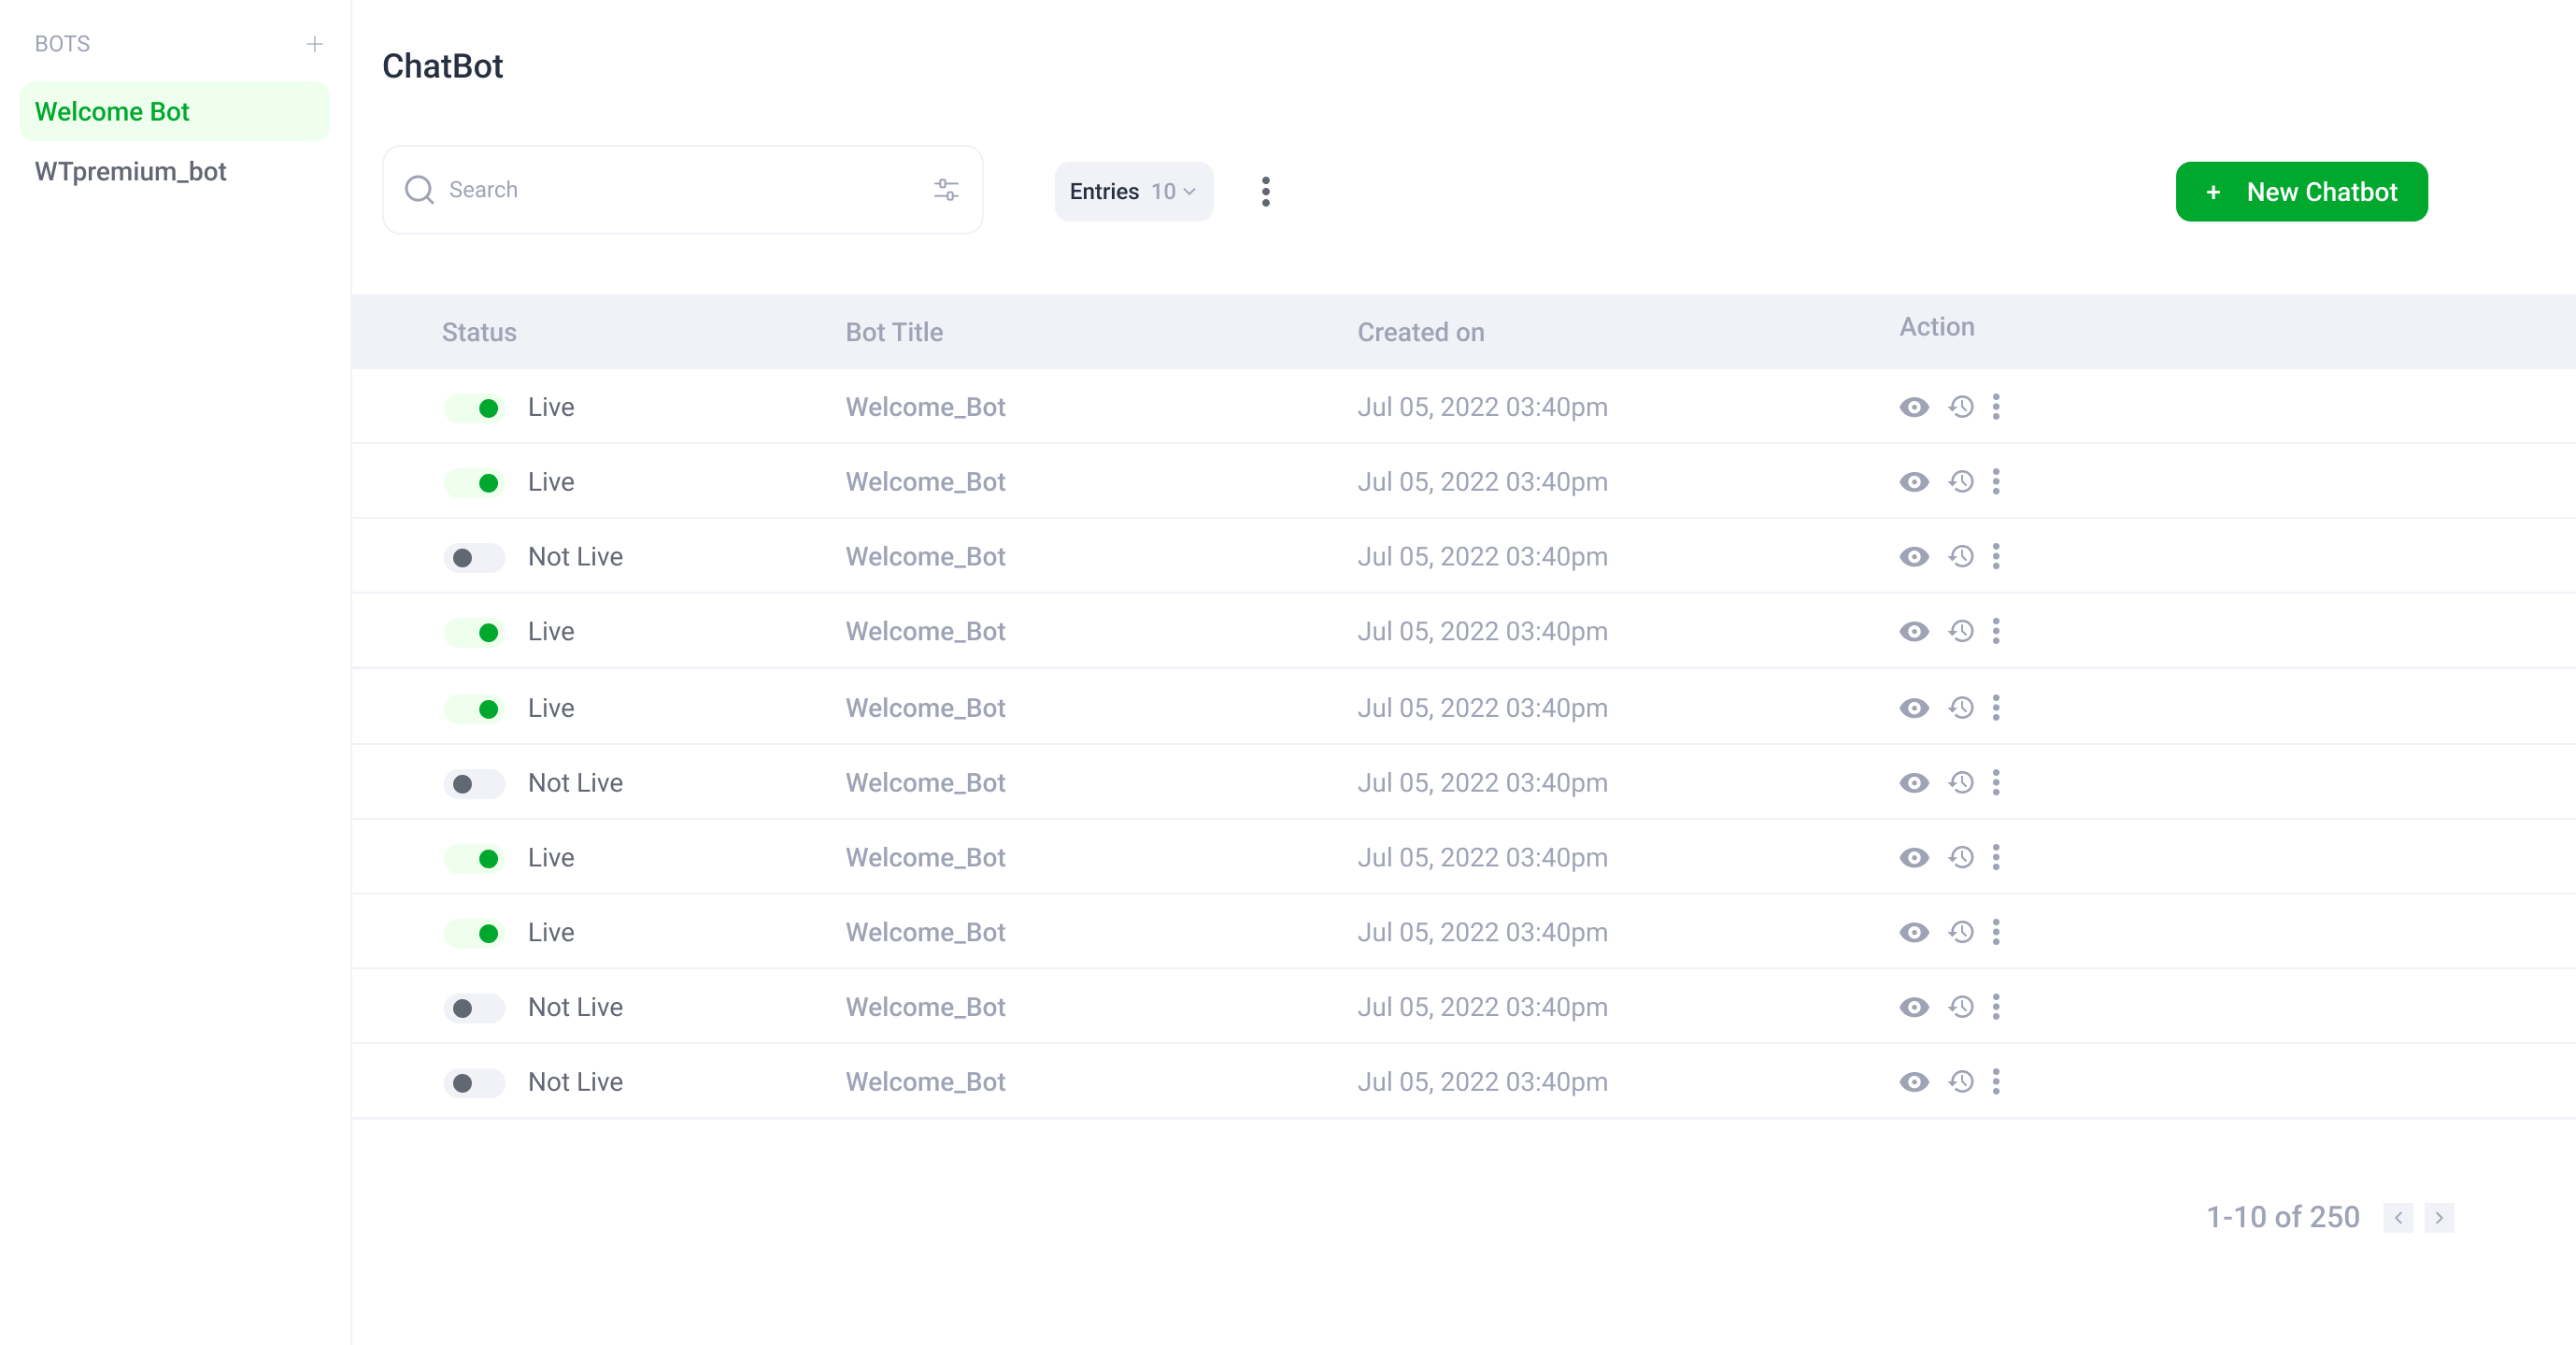 BOTS
Welcome Bot
WTpremium_bot
ChatBot
Search
Entries 10
+ New Chatbot
Status Bot Title Created on Action
Live Welcome_Bot Jul 05, 2022 03:40pm
Live Welcome_Bot Jul 05, 2022 03:40pm
Not Live Welcome_Bot Jul 05, 2022 03:40pm
Live Welcome_Bot Jul 05, 2022 03:40pm
Live Welcome_Bot Jul 05, 2022 03:40pm
Not Live Welcome_Bot Jul 05, 2022 03:40pm
Live Welcome_Bot Jul 05, 2022 03:40pm
Live Welcome_Bot Jul 05, 2022 03:40pm
Not Live Welcome_Bot Jul 05, 2022 03:40pm
Not Live Welcome_Bot Jul 05, 2022 03:40pm
1-10 of 250